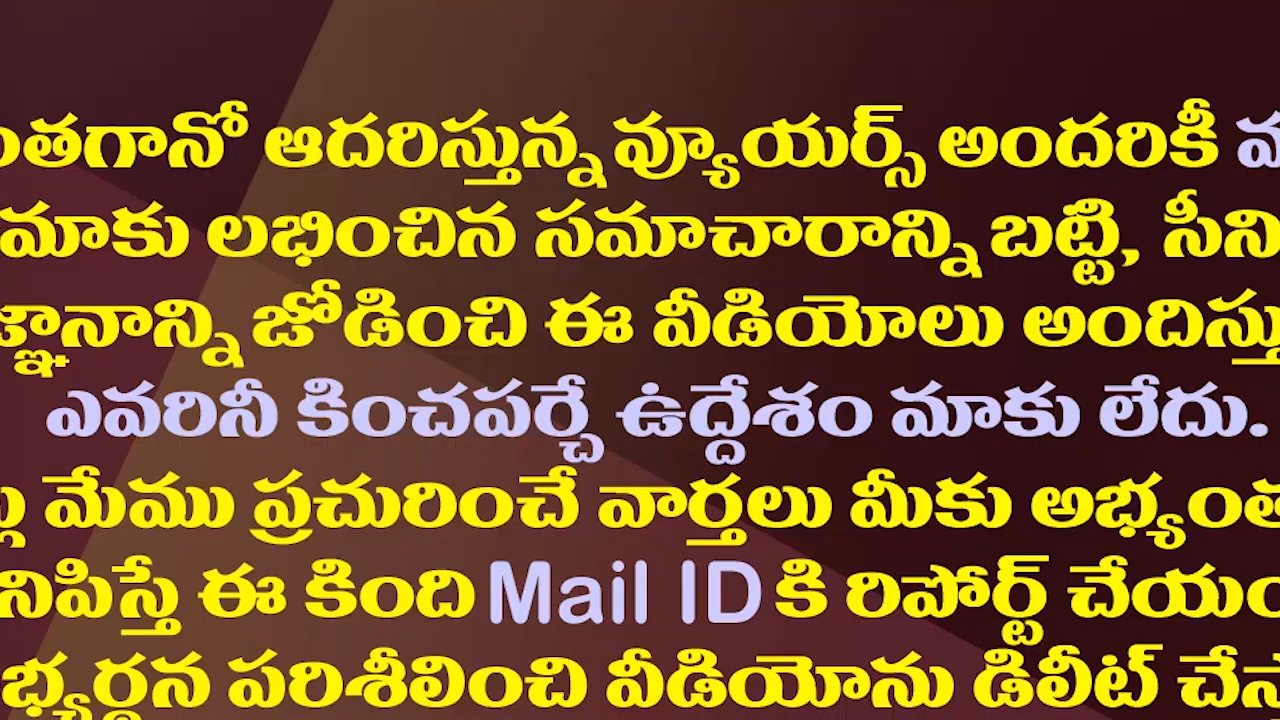 ఆదరిస్తున్న వ్యూయర్స్ అందరికీ
మాకు లభించిన సమాచారాన్ని బట్టి,
జోడించి ఈ వీడియోలు
ఎవరినీ కించపర్చే ఉద్దేశం మాకు లేదు.
మేము ప్రచురించే వార్తలు మీకు
ఈ కింది Mail ID కి రిపోర్ట్
పరిశీలించి వీడియోను డిలీట్